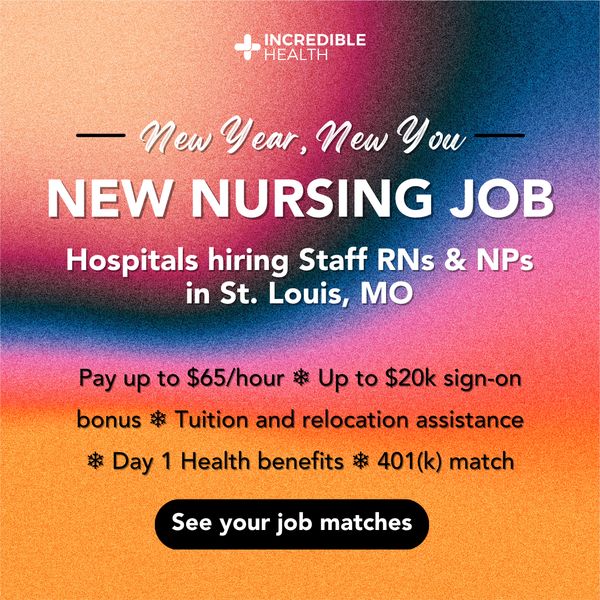 INCREDIBLE
HEALTH
New Year, New You
NEW NURSING JOB
Hospitals hiring Staff RNs & NPs
in St. Louis, MO
Pay up to $65/hour ❄ Up to $20k sign-on
bonus ❄ Tuition and relocation assistance
❄ Day 1 Health benefits ❄ 401(k) match
See your job matches